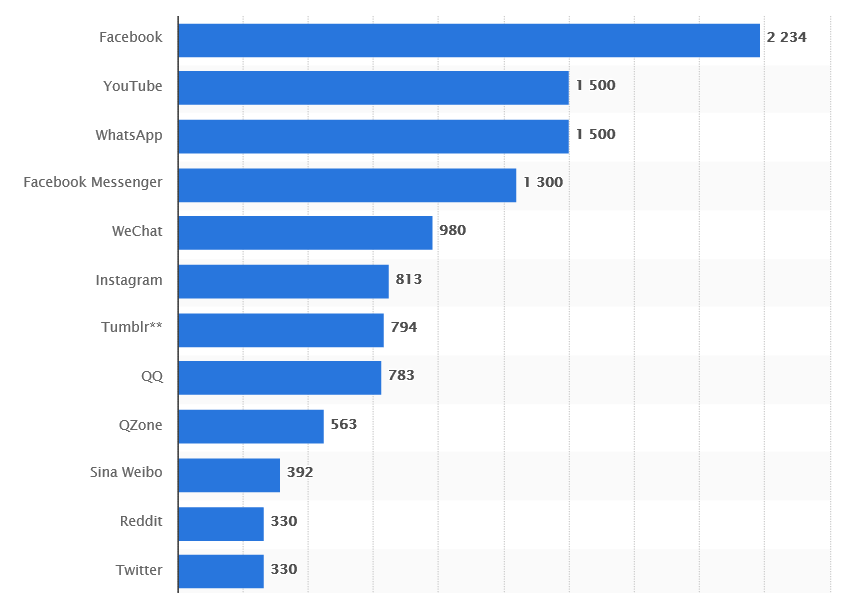 Facebook 2 234
YouTube 1 500
WhatsApp 1 500
Facebook Messenger 1 300
WeChat 980
Instagram 813
Tumblr** 794
QQ 783
QZone 563
Sina Weibo 392
Reddit 330
Twitter 330